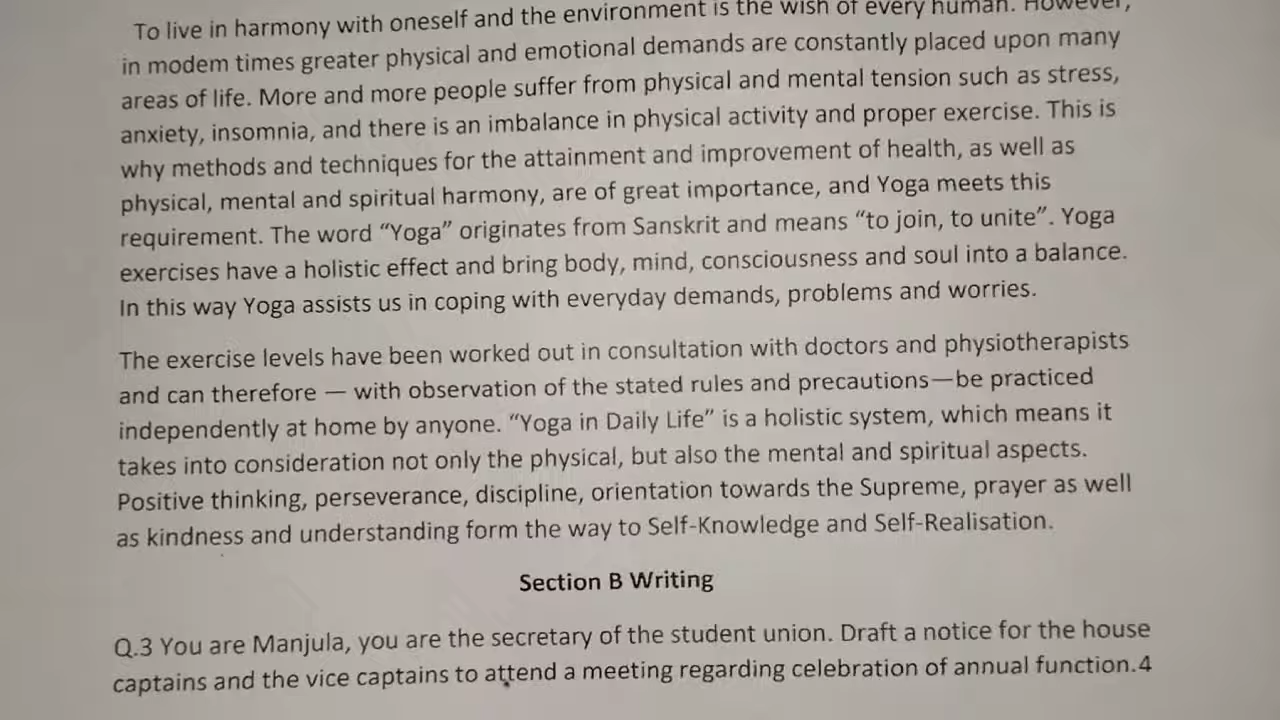 To live in harmony with oneself and the environment is the wish of every human. However,
in modem times greater physical and emotional demands are constantly placed upon many
areas of life. More and more people suffer from physical and mental tension such as stress,
anxiety, insomnia, and there is an imbalance in physical activity and proper exercise. This is
why methods and techniques for the attainment and improvement of health, as well as
physical, mental and spiritual harmony, are of great importance, and Yoga meets this
requirement. The word “Yoga” originates from Sanskrit and means “to join, to unite”. Yoga
exercises have a holistic effect and bring body, mind, consciousness and soul into a balance.
In this way Yoga assists us in coping with everyday demands, problems and worries.
The exercise levels have been worked out in consultation with doctors and physiotherapists
and can therefore — with observation of the stated rules and precautions—be practiced
independently at home by anyone. “Yoga in Daily Life” is a holistic system, which means it
takes into consideration not only the physical, but also the mental and spiritual aspects.
Positive thinking, perseverance, discipline, orientation towards the Supreme, prayer as well
as kindness and understanding form the way to Self-Knowledge and Self-Realisation.
Section B Writing
Q.3 You are Manjula, you are the secretary of the student union. Draft a notice for the house
captains and the vice captains to attend a meeting regarding celebration of annual function.4